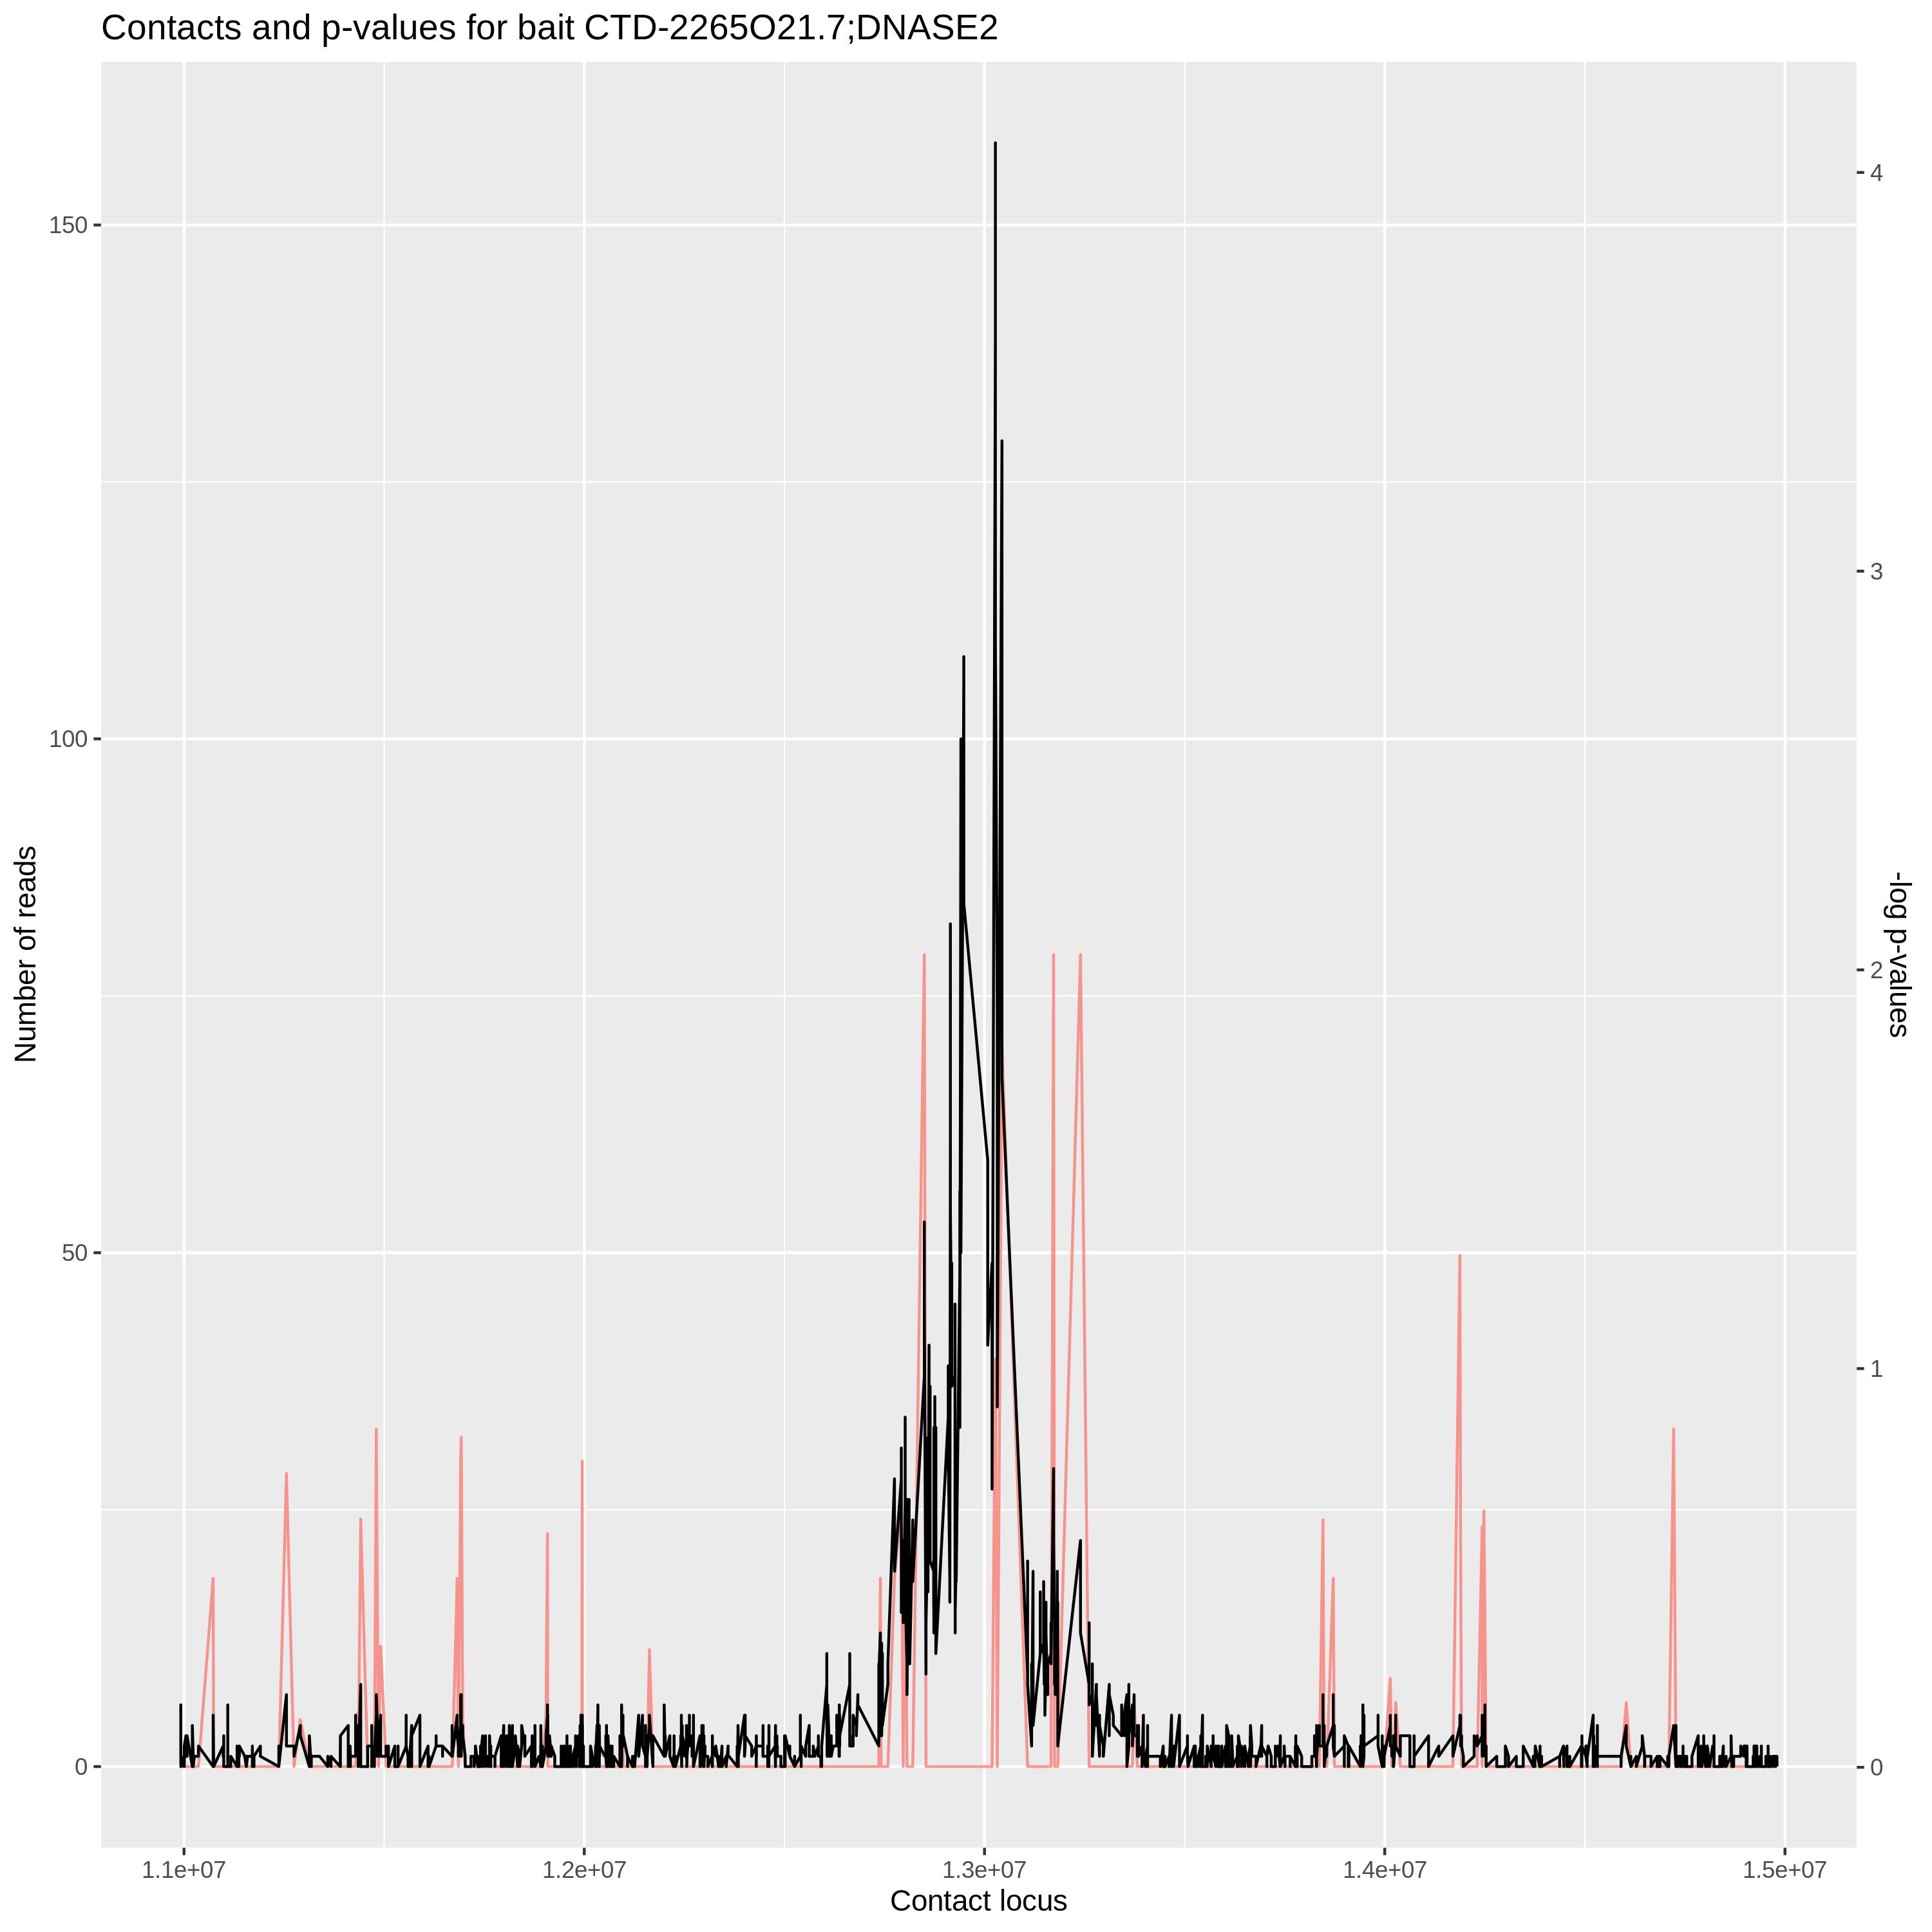 Contacts and p-values for bait CTD-2265O21.7;DNASE2
150
100
50
0
Number of reads
4
3
2
1
0
-log p-values
1.1e+07
1.2e+07
1.3e+07
1.4e+07
1.5e+07
Contact locus